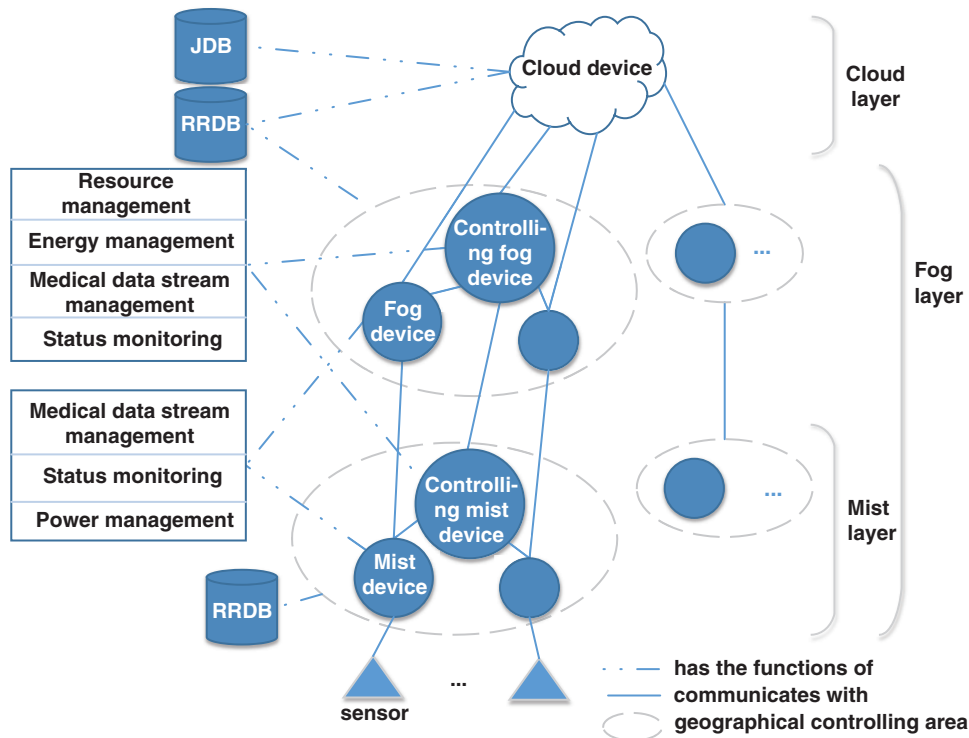 JDB
RRDB
Cloud device
Cloud
layer
Resource
management
Energy management
Medical data stream
management
Status monitoring
Controlli-
ng fog
device
Fog
device
...
Fog
layer
Medical data stream
management
Status monitoring
Power management
Controlli-
ng mist
device
Mist
device
...
Mist
layer
RRDB
sensor
...
has the functions of
communicates with
geographical controlling area